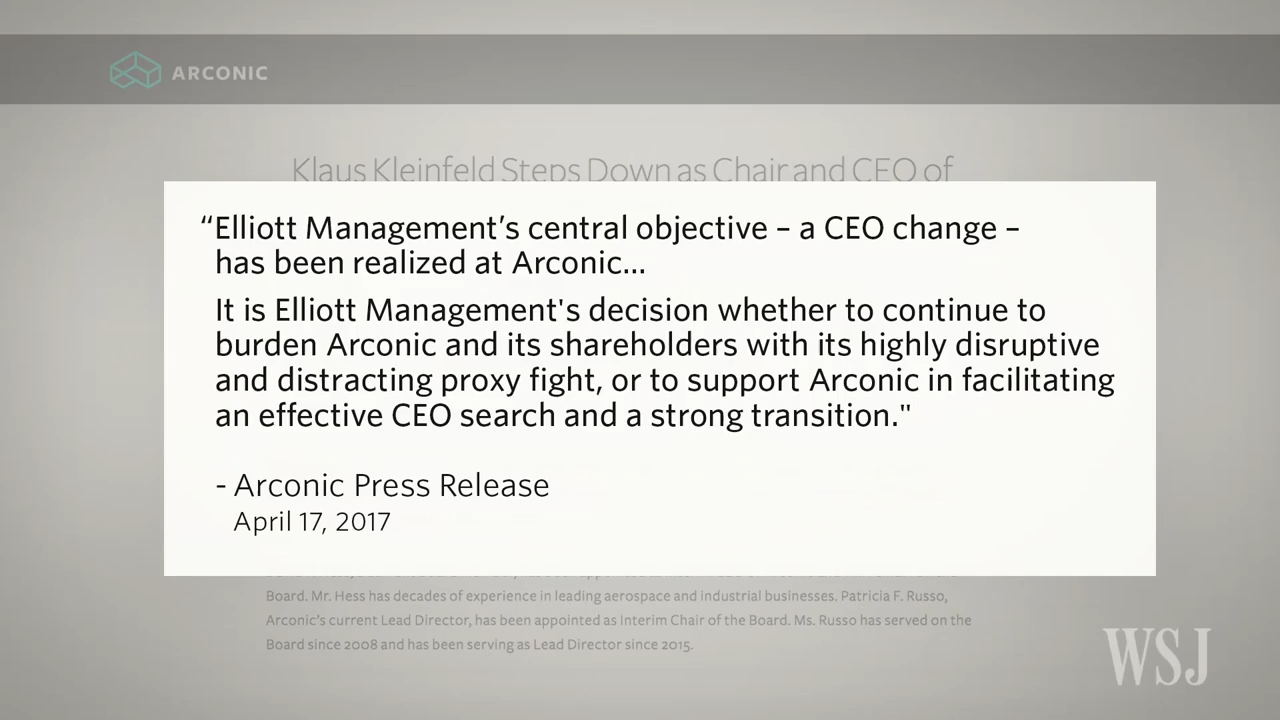 ARCONIC
Klaus Kleinfeld Steps Down as Chair and CEO of
“Elliott Management’s central objective – a CEO change –
has been realized at Arconic...
It is Elliott Management's decision whether to continue to
burden Arconic and its shareholders with its highly disruptive
and distracting proxy fight, or to support Arconic in facilitating
an effective CEO search and a strong transition."
- Arconic Press Release
April 17, 2017
Board. Mr. Hess has decades of experience in leading aerospace and industrial businesses. Patricia F. Russo,
Arconic’s current Lead Director, has been appointed as Interim Chair of the Board. Ms. Russo has served on the
Board since 2008 and has been serving as Lead Director since 2015.
WSJ